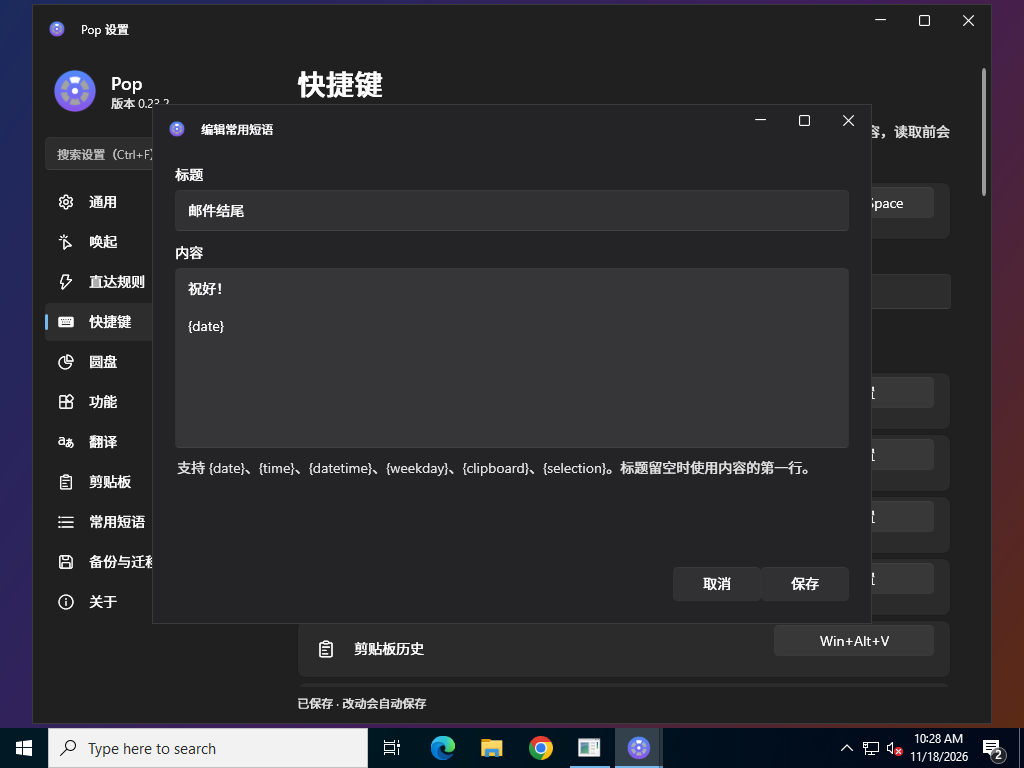 Pop 设置
Pop
版本 0.23.2
快捷键
搜索设置（Ctrl+F）
容，读取前会
通用
唤起
直达规则
快捷键
圆盘
功能
翻译
剪贴板
常用短语
备份与迁移
关于
Space
编辑常用短语
标题
邮件结尾
内容
祝好！
{date}
支持 {date}、{time}、{datetime}、{weekday}、{clipboard}、{selection}。标题留空时使用内容的第一行。
取消
保存
置
置
置
置
剪贴板历史
Win+Alt+V
已保存 · 改动会自动保存
Type here to search
10:28 AM
11/18/2026
2